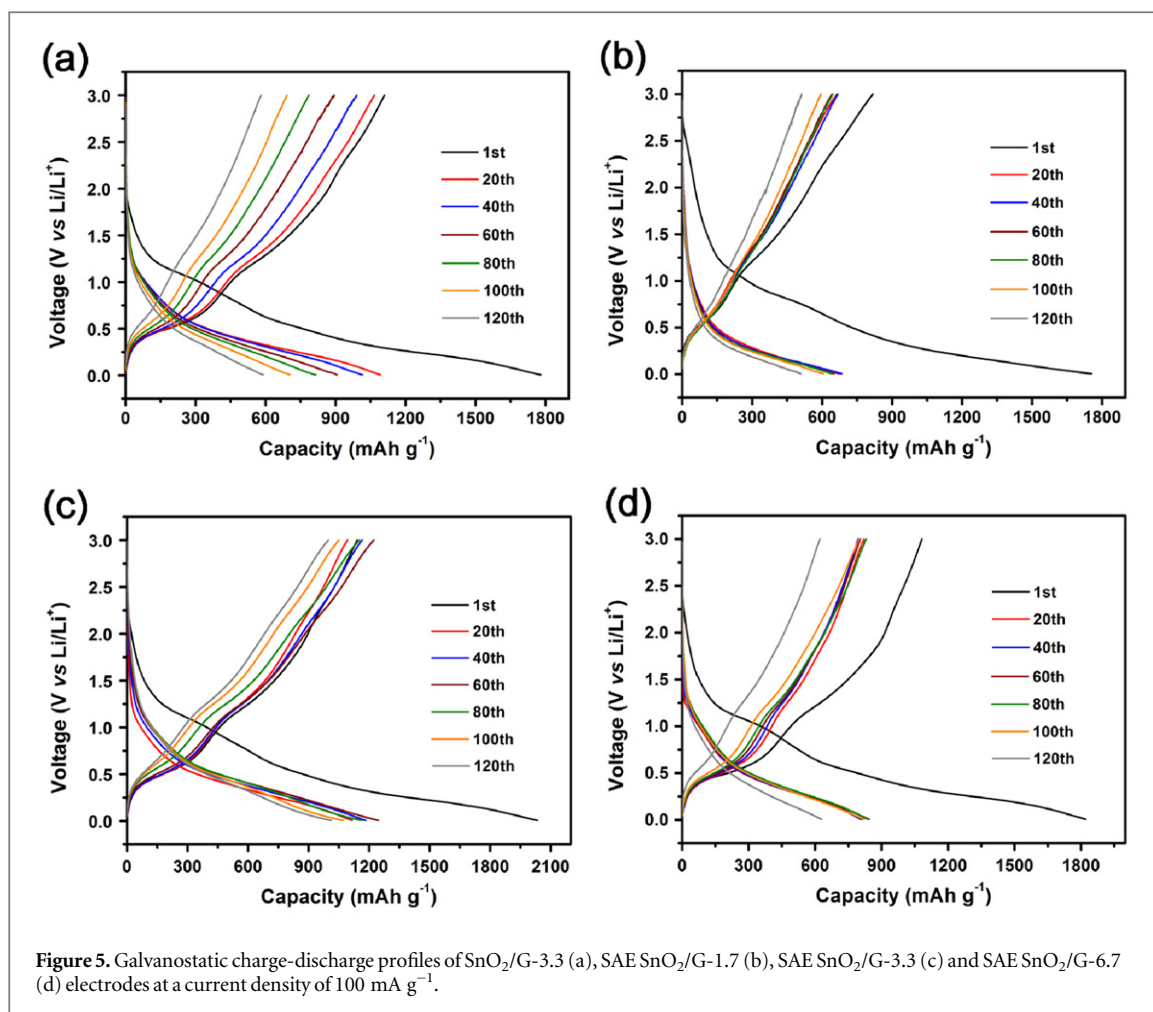 (a)
3.0
2.5
2.0
1.5
1.0
0.5
0.0
Voltage (V vs Li/Li⁺)
1st
20th
40th
60th
80th
100th
120th
0 300 600 900 1200 1500 1800
Capacity (mAh g⁻¹)
(b)
3.0
2.5
2.0
1.5
1.0
0.5
0.0
Voltage (V vs Li/Li⁺)
1st
20th
40th
60th
80th
100th
120th
0 300 600 900 1200 1500 1800
Capacity (mAh g⁻¹)
(c)
3.0
2.5
2.0
1.5
1.0
0.5
0.0
Voltage (V vs Li/Li⁺)
1st
20th
40th
60th
80th
100th
120th
0 300 600 900 1200 1500 1800 2100
Capacity (mAh g⁻¹)
(d)
3.0
2.5
2.0
1.5
1.0
0.5
0.0
Voltage (V vs Li/Li⁺)
1st
20th
40th
60th
80th
100th
120th
0 300 600 900 1200 1500 1800
Capacity (mAh g⁻¹)
Figure 5. Galvanostatic charge-discharge profiles of SnO₂/G-3.3 (a), SAE SnO₂/G-1.7 (b), SAE SnO₂/G-3.3 (c) and SAE SnO₂/G-6.7
(d) electrodes at a current density of 100 mA g⁻¹.